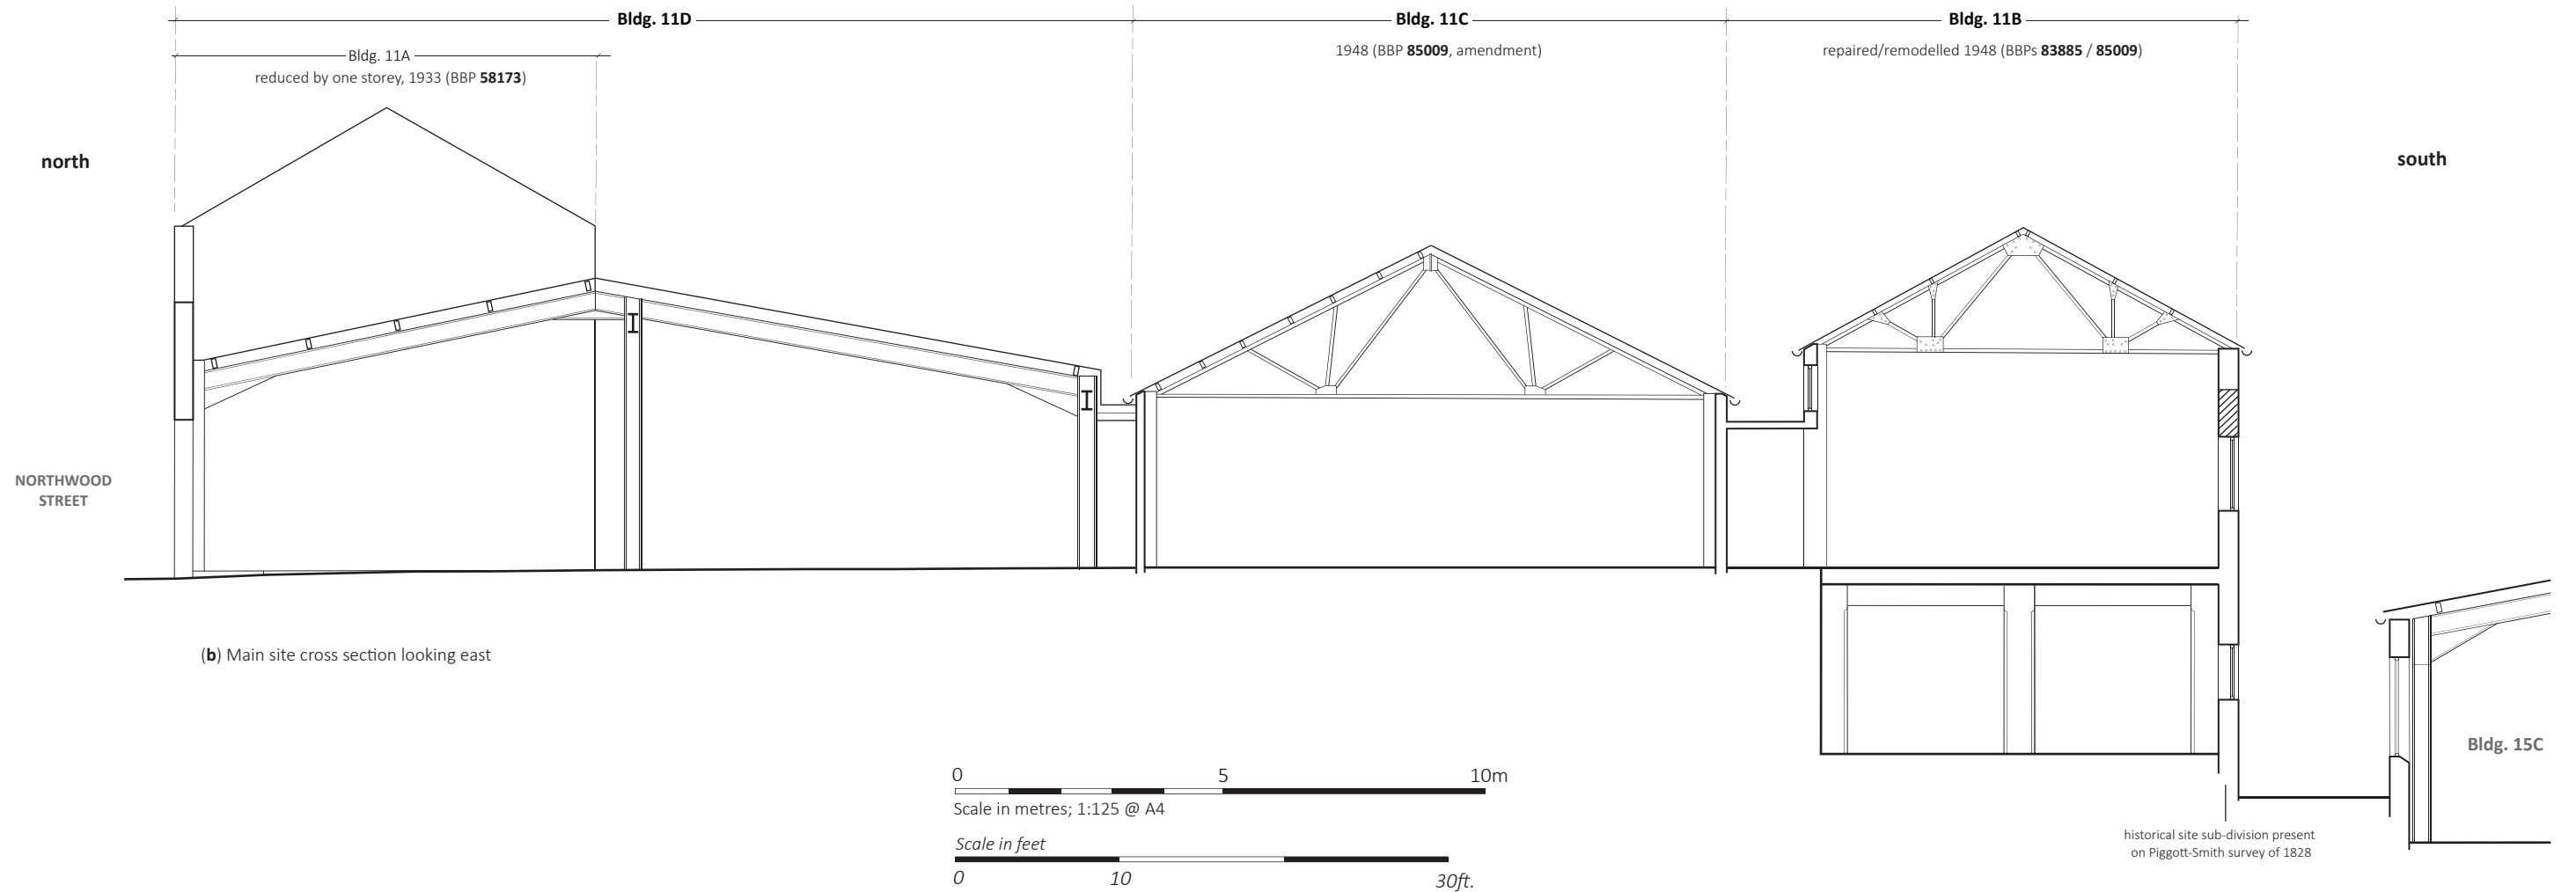 Bldg. 11D
Bldg. 11C
Bldg. 11B
Bldg. 11A
reduced by one storey, 1933 (BBP 58173)
1948 (BBP 85009, amendment)
repaired/remodelled 1948 (BBPs 83885 / 85009)
north
south
NORTHWOOD
STREET
(b) Main site cross section looking east
Bldg. 15C
0 5 10m
Scale in metres; 1:125 @ A4
Scale in feet
0 10 30ft.
historical site sub-division present
on Piggott-Smith survey of 1828